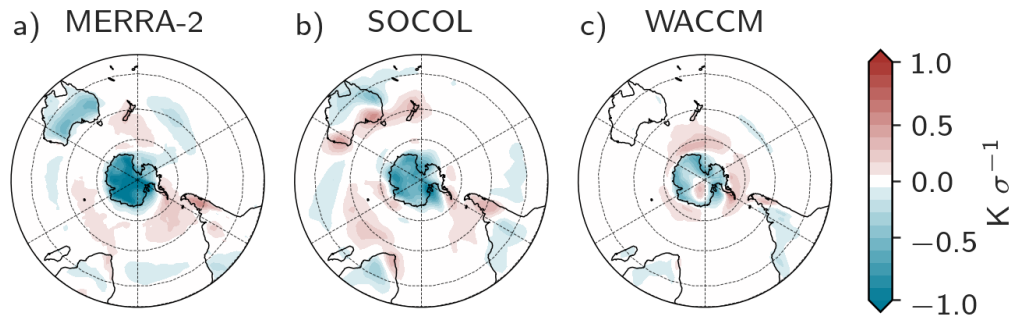 a) MERRA-2
b) SOCOL
c) WACCM
1.0
0.5
0.0
−0.5
−1.0
K σ⁻¹